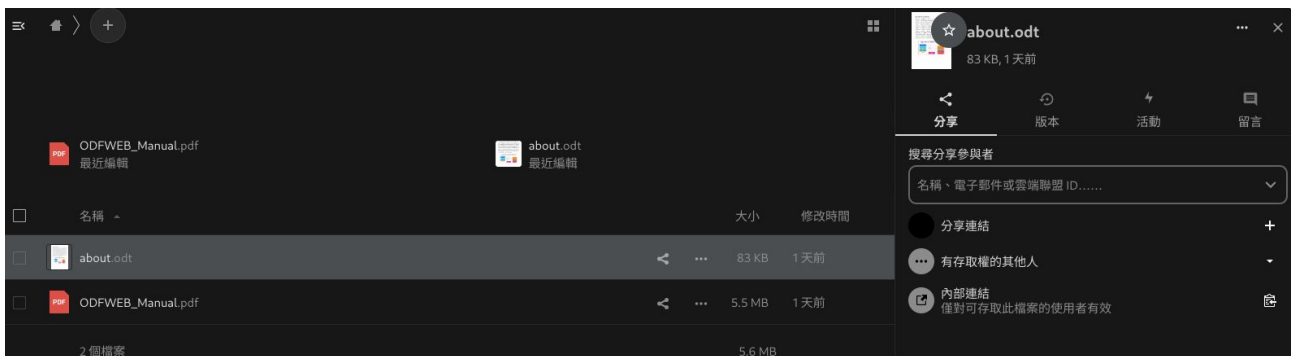 ODFWEB_Manual.pdf
最近編輯
about.odt
最近編輯
名稱
大小
修改時間
about.odt
83 KB
1 天前
PDF
ODFWEB_Manual.pdf
5.5 MB
1 天前
2 個檔案
5.6 MB
about.odt
83 KB, 1 天前
分享
版本
活動
留言
搜尋分享參與者
名稱、電子郵件或雲端聯盟 ID……
分享連結
有存取權的其他人
內部連結
僅對可存取此檔案的使用者有效